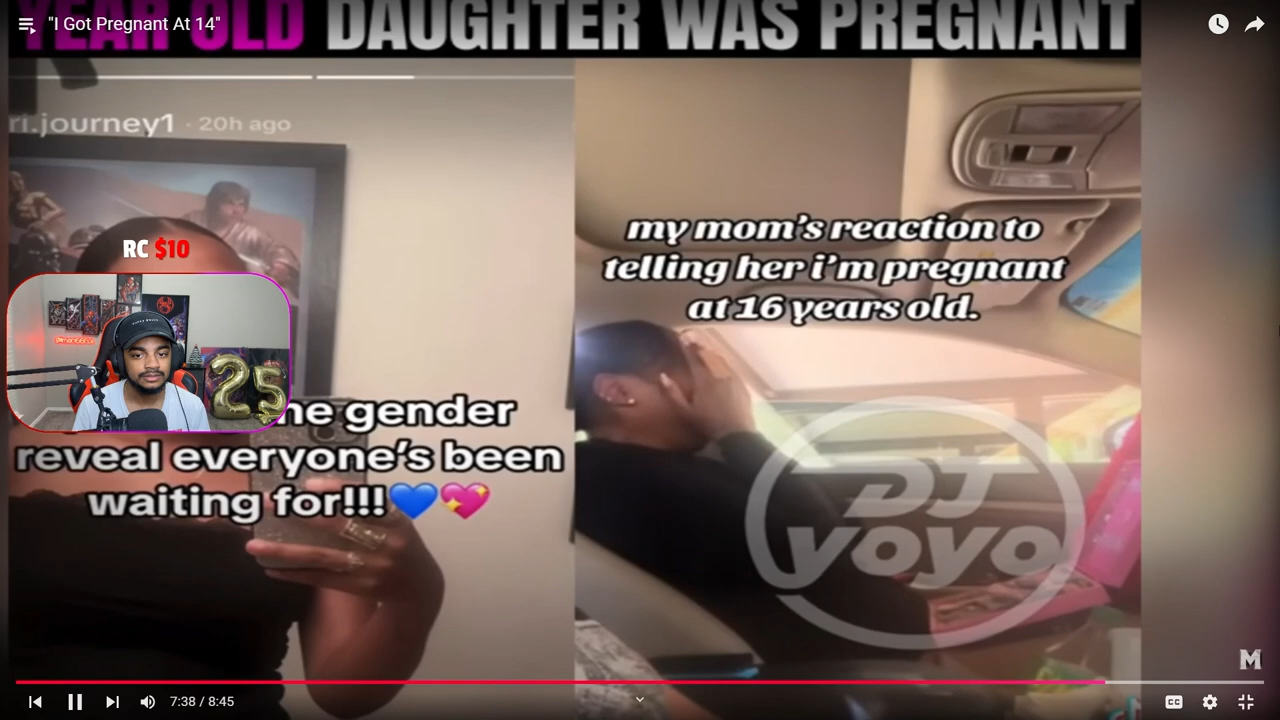 "I Got Pregnant At 14"
YEAR OLD DAUGHTER WAS PREGNANT
ri.journey1 · 20h ago
RC $10
25
he gender
reveal everyone's been
waiting for!!!💙💖
my mom's reaction to
telling her i'm pregnant
at 16 years old.
DJ
yoyo
M
7:38 / 8:45
CC